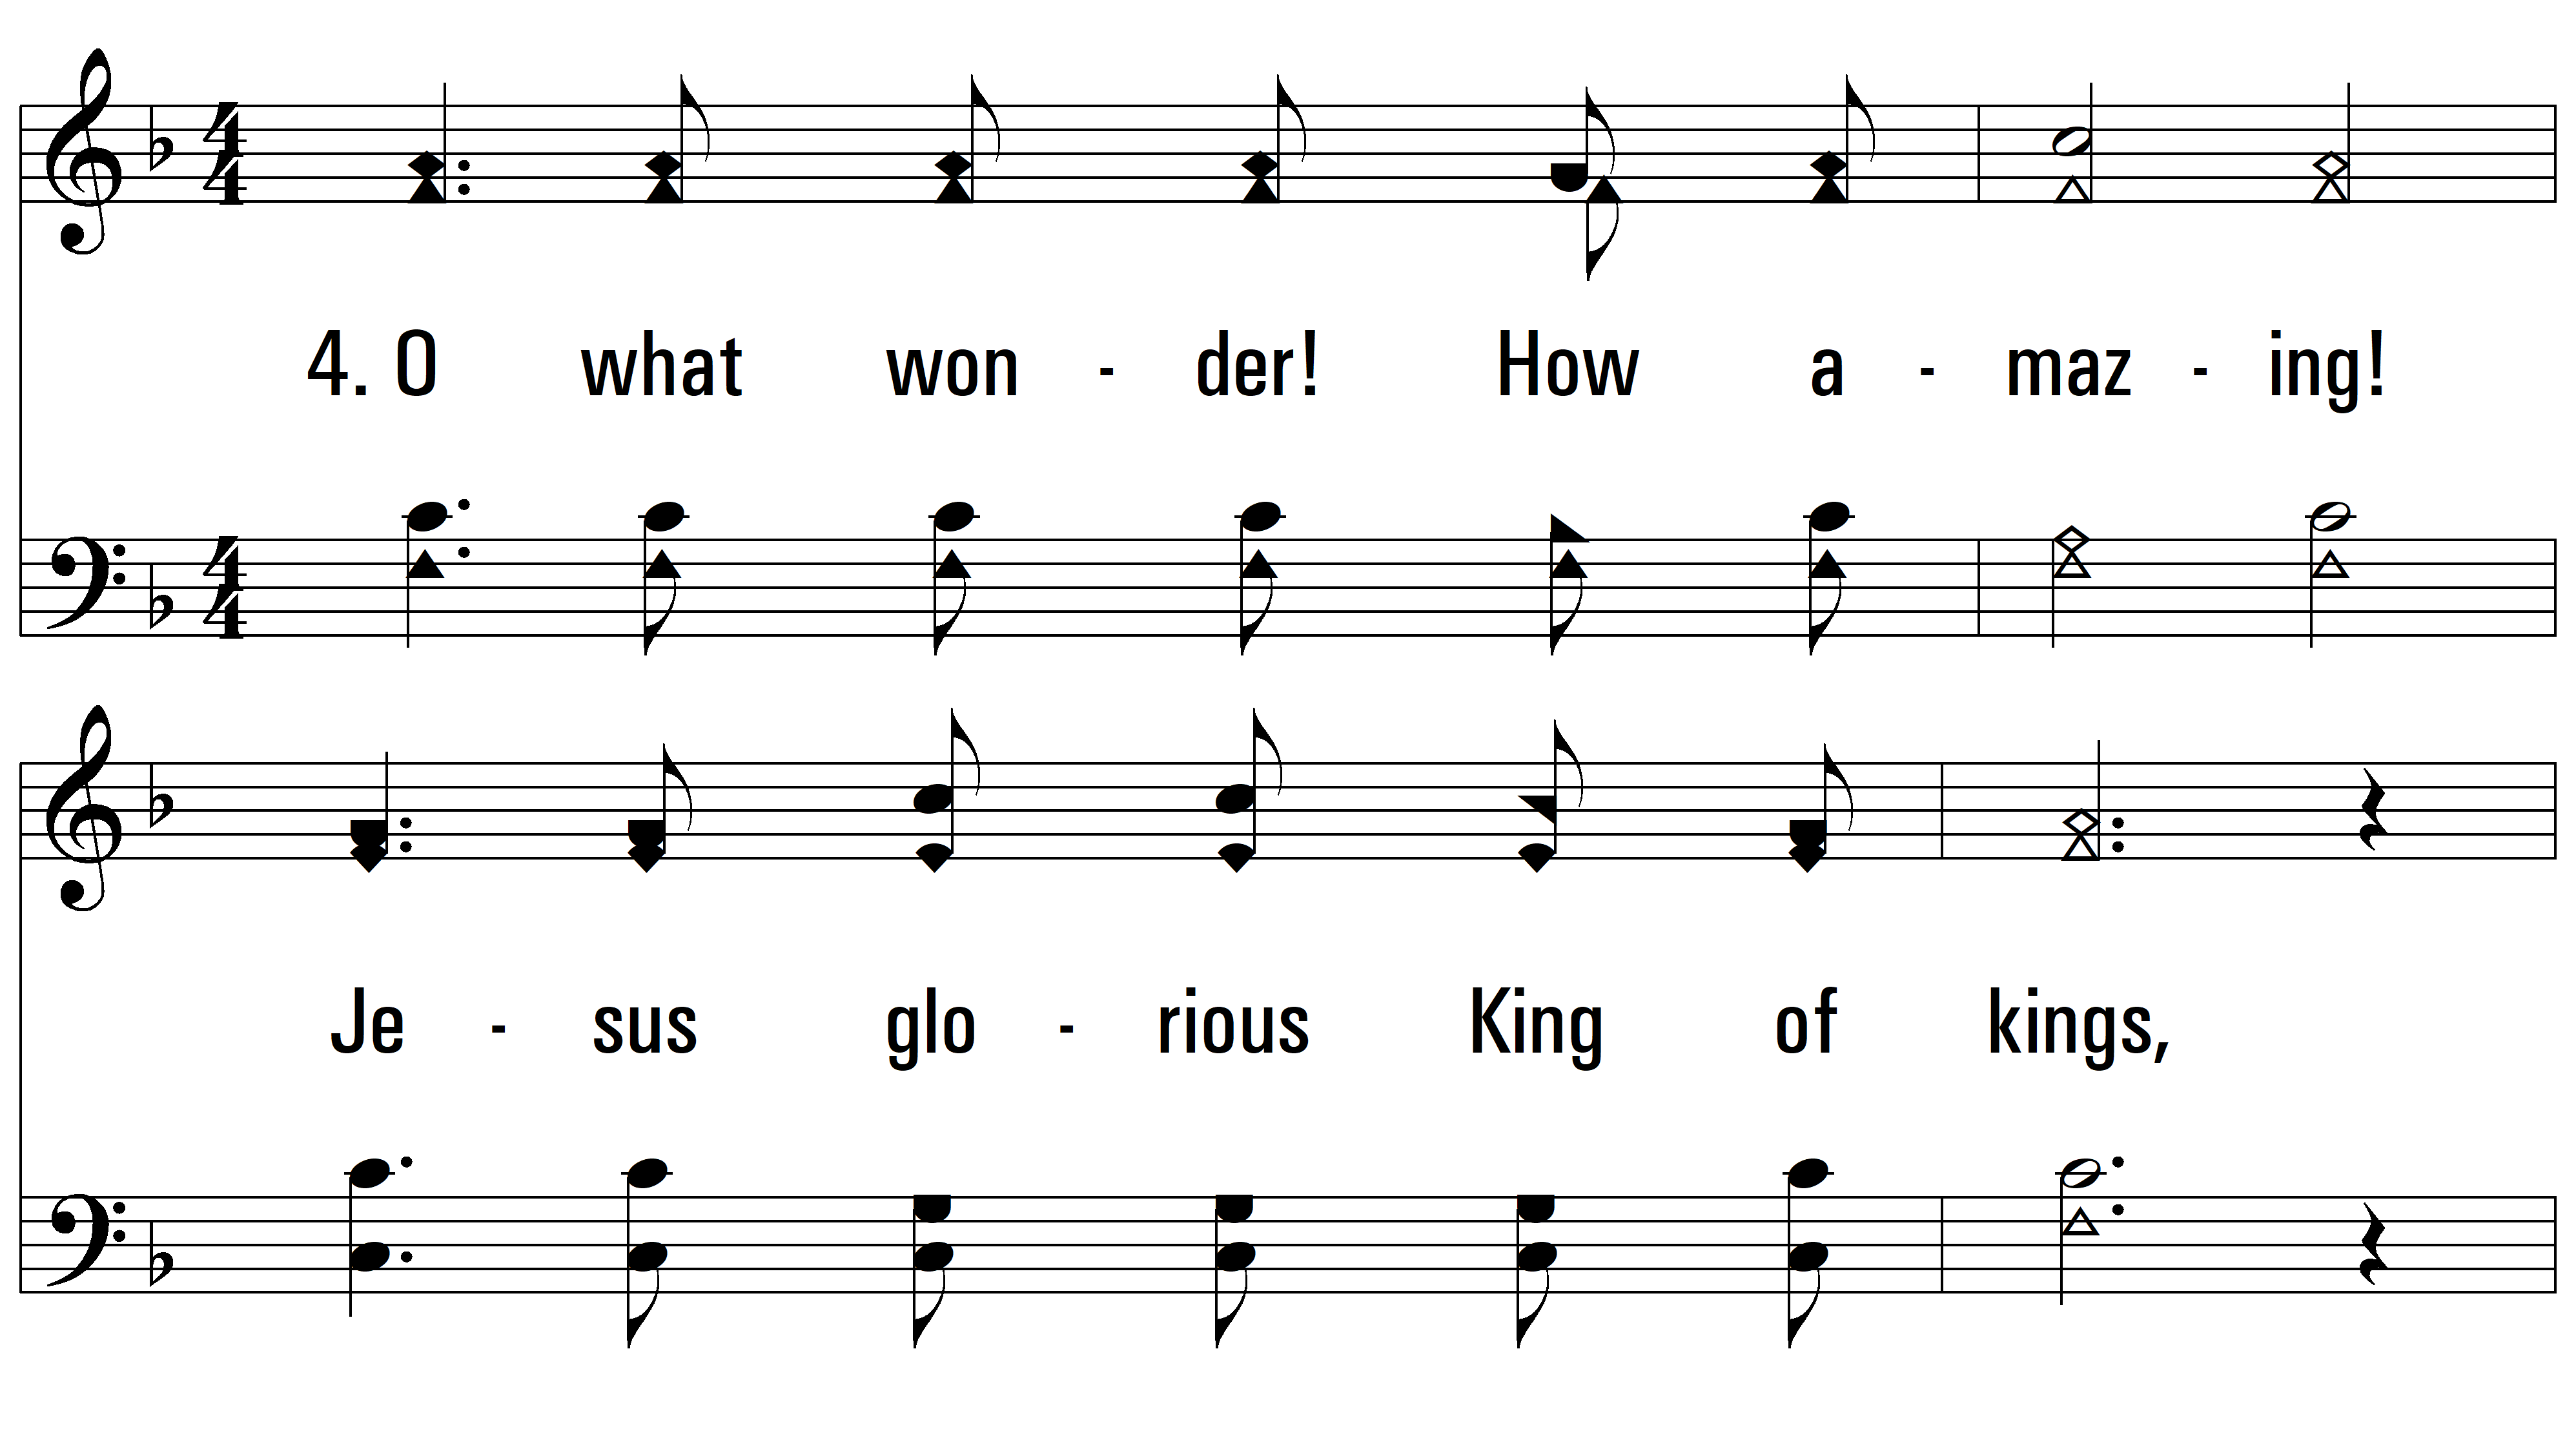 4. O what won - der! How a - maz - ing!
Je - sus glo - rious King of kings,